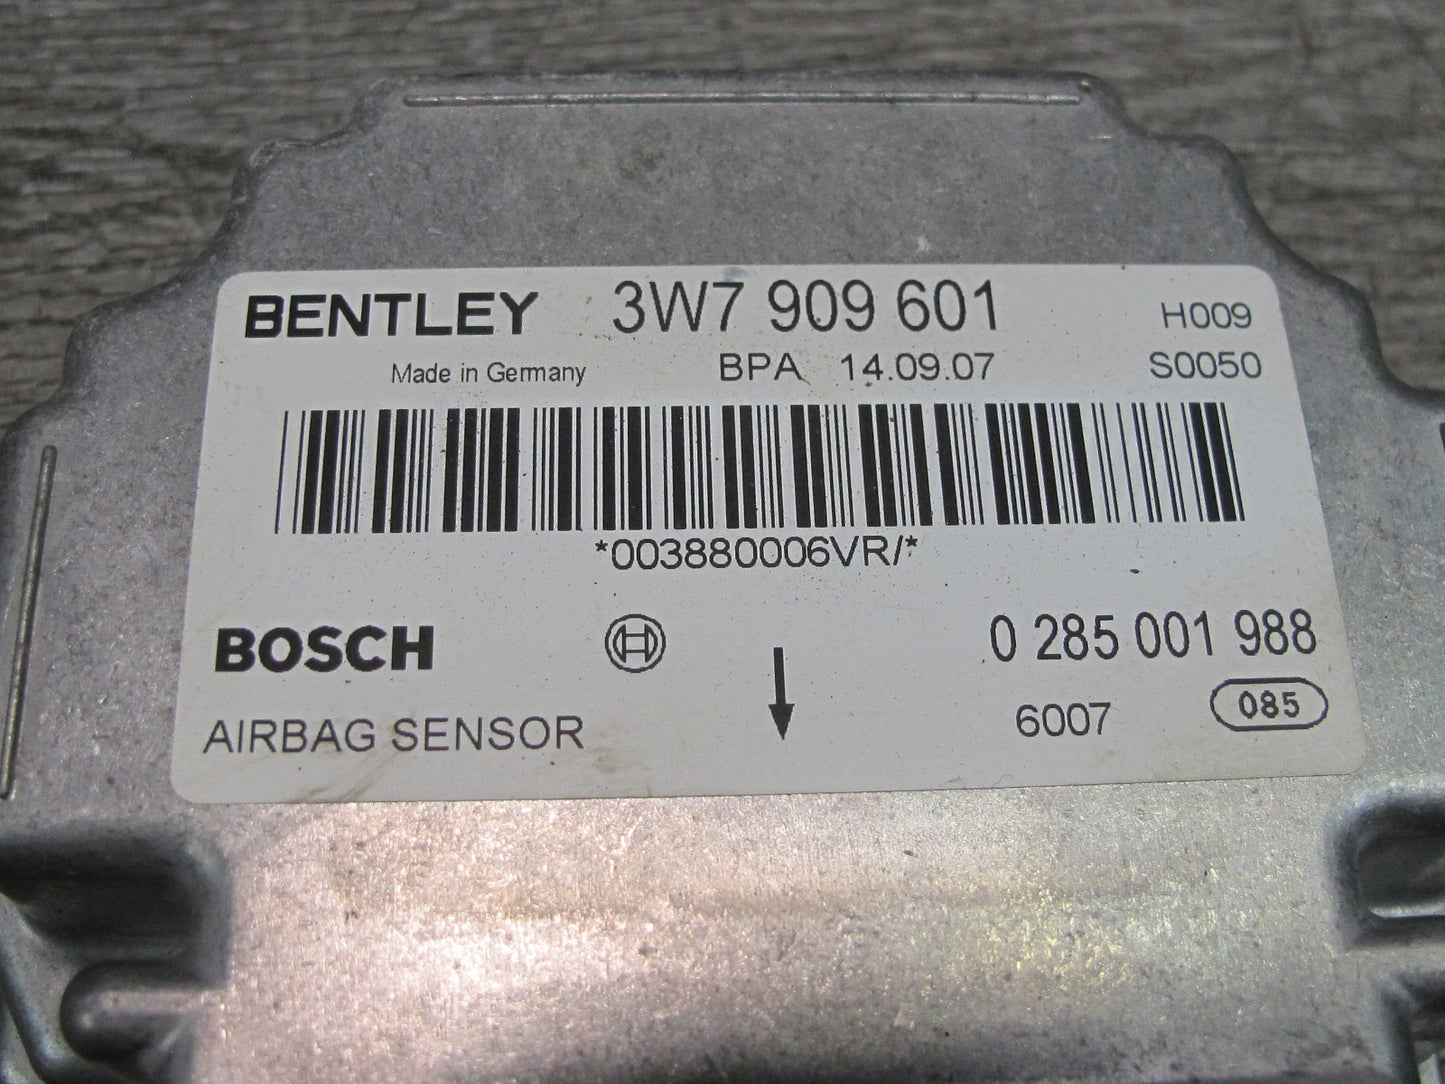 BENTLEY 3W7 909 601 H009
Made in Germany BPA 14.09.07 S0050
*003880006VR/*
BOSCH 0 285 001 988
AIRBAG SENSOR 6007 085